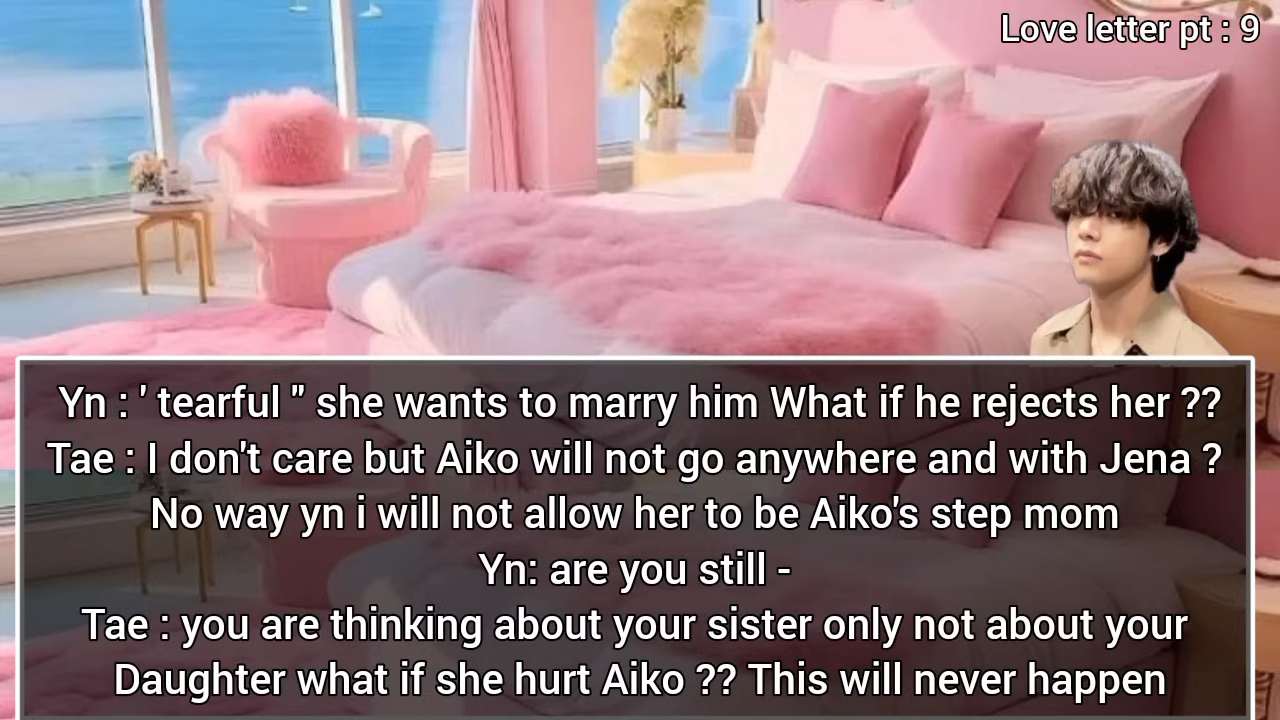 Love letter pt : 9
Yn : ' tearful " she wants to marry him What if he rejects her ??
Tae : I don't care but Aiko will not go anywhere and with Jena ?
No way yn i will not allow her to be Aiko's step mom
Yn: are you still -
Tae : you are thinking about your sister only not about your
Daughter what if she hurt Aiko ?? This will never happen